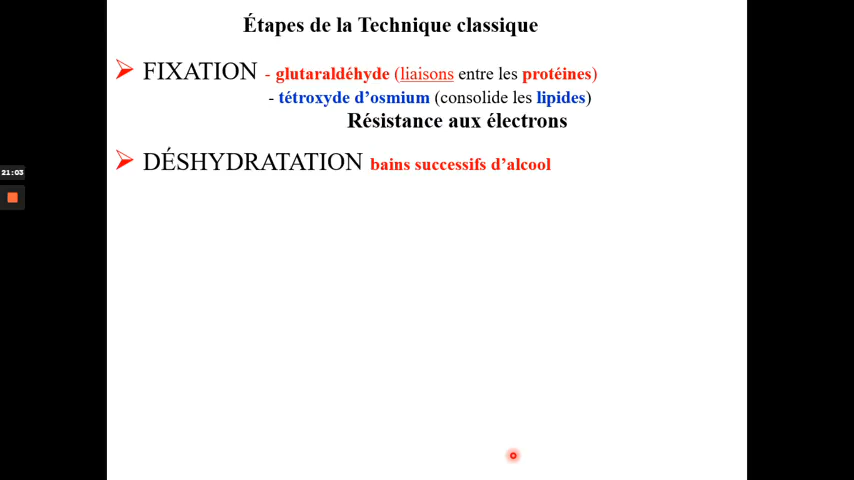 Étapes de la Technique classique
FIXATION - glutaraldéhyde (liaisons entre les protéines)
- tétroxyde d’osmium (consolide les lipides)
Résistance aux électrons
DÉSHYDRATATION bains successifs d’alcool
21:03